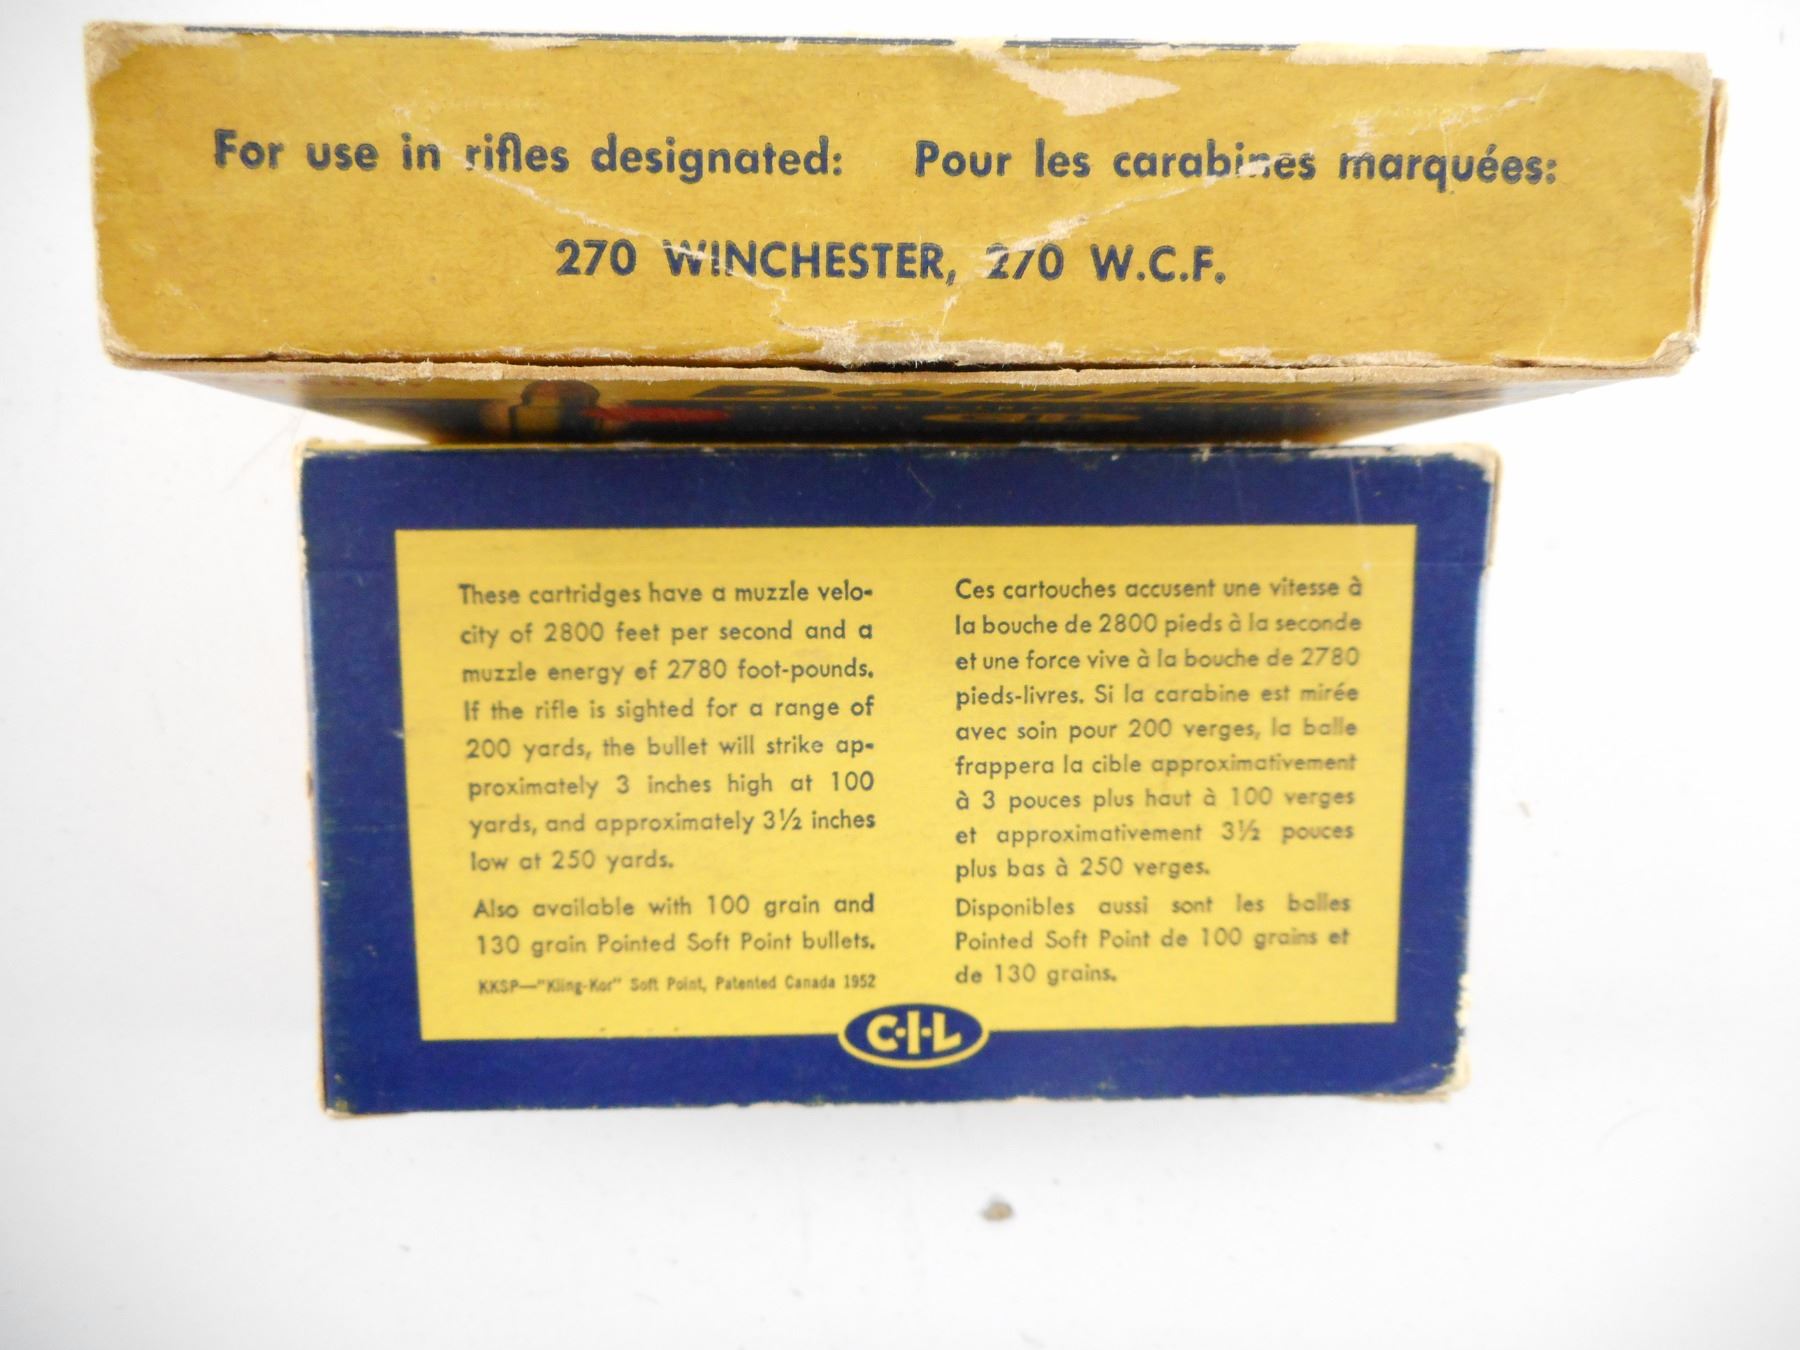 For use in rifles designated: Pour les carabines marquées:
270 WINCHESTER, 270 W.C.F.
These cartridges have a muzzle velo-
city of 2800 feet per second and a
muzzle energy of 2780 foot-pounds.
If the rifle is sighted for a range of
200 yards, the bullet will strike ap-
proximately 3 inches high at 100
yards, and approximately 3½ inches
low at 250 yards.
Also available with 100 grain and
130 grain Pointed Soft Point bullets.
KKSP—"Kling-Kor" Soft Point, Patented Canada 1952
Ces cartouches accusent une vitesse à
la bouche de 2800 pieds à la seconde
et une force vive à la bouche de 2780
pieds-livres. Si la carabine est mirée
avec soin pour 200 verges, la balle
frappera la cible approximativement
à 3 pouces plus haut à 100 verges
et approximativement 3½ pouces
plus bas à 250 verges.
Disponibles aussi sont les balles
Pointed Soft Point de 100 grains et
de 130 grains.
C-I-L